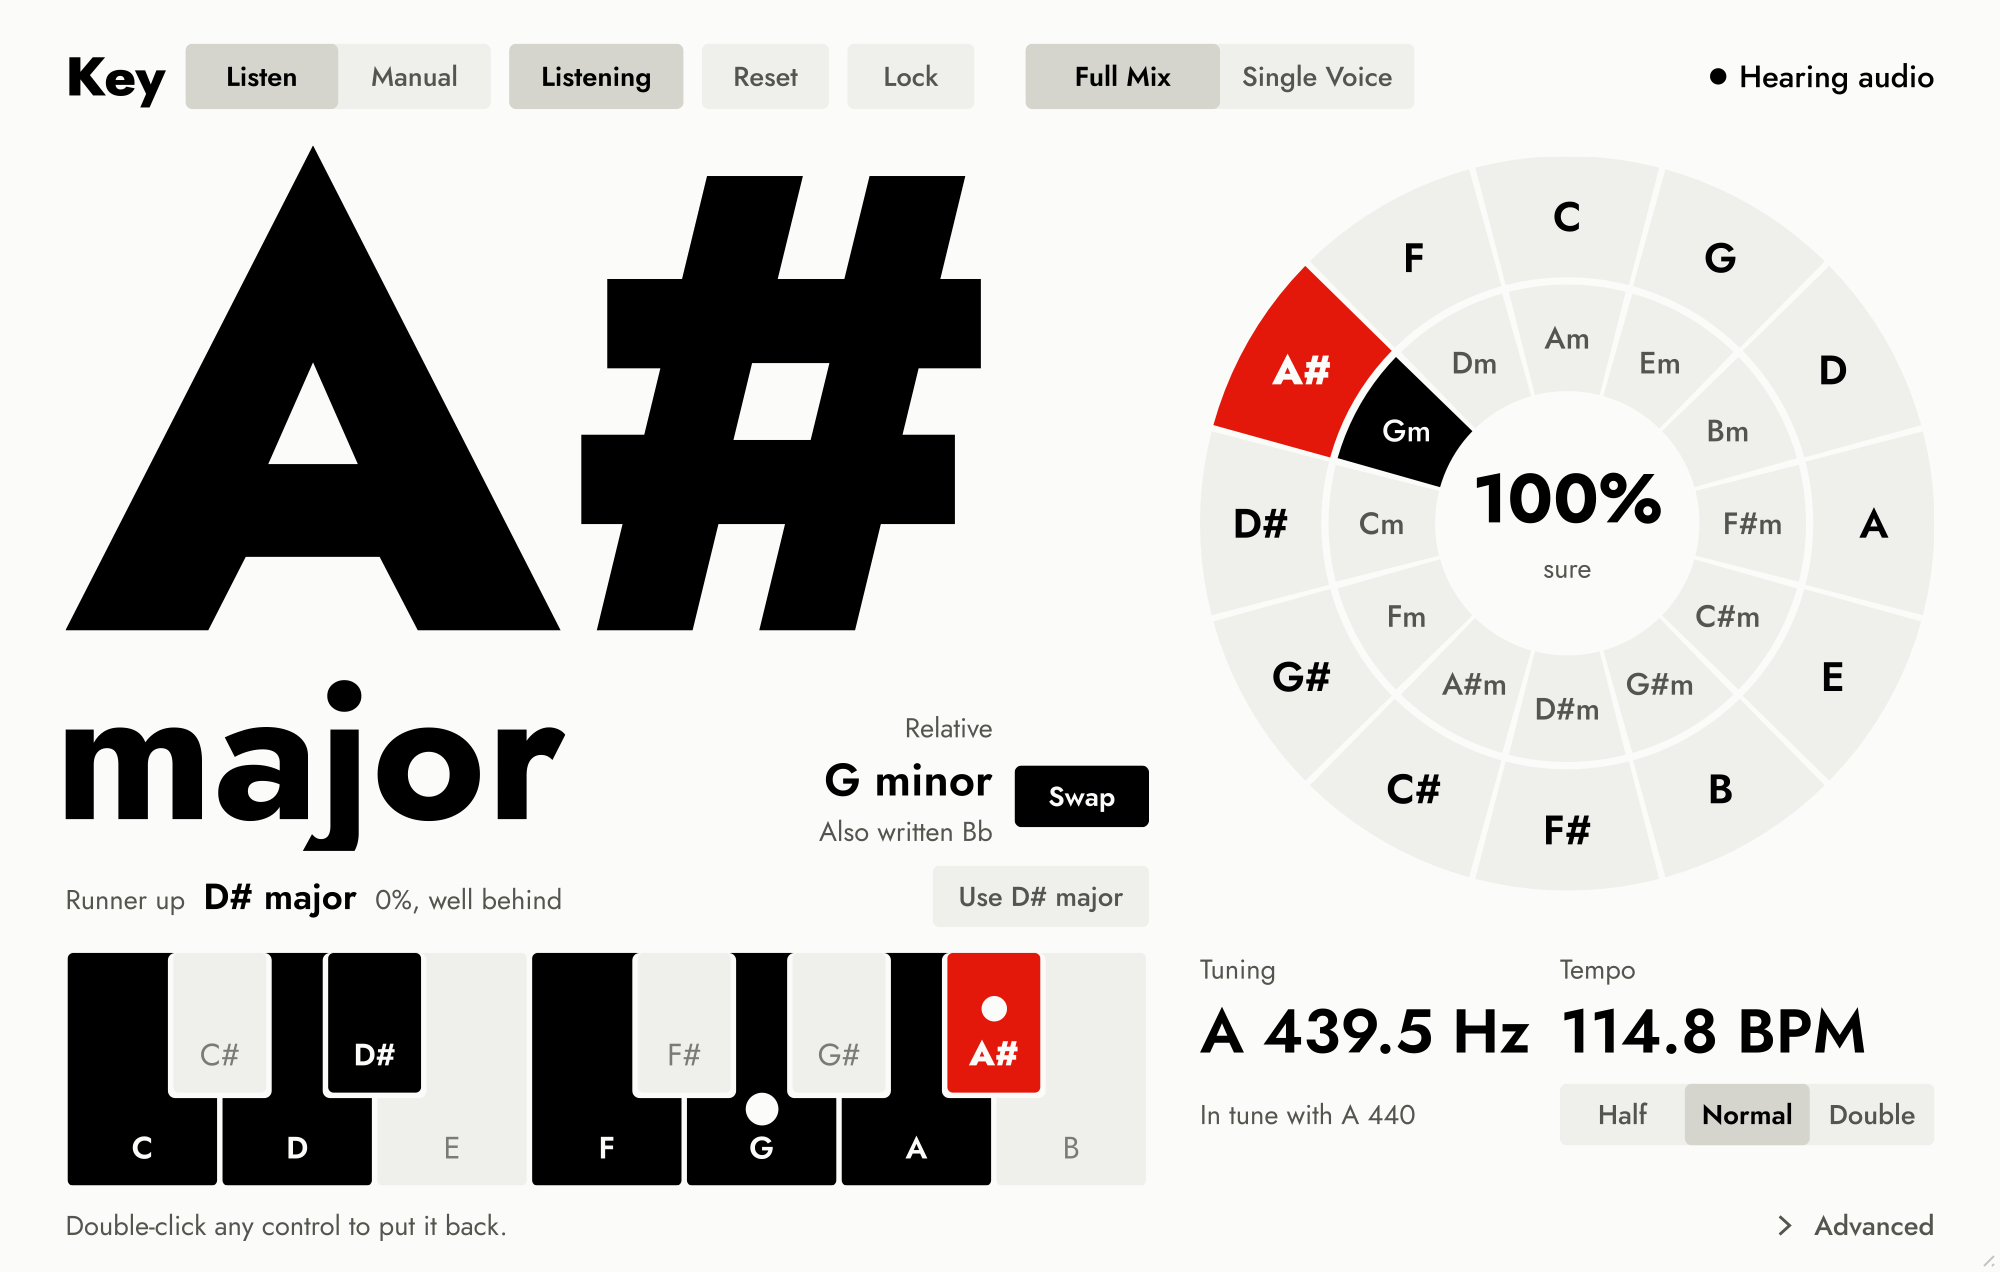 Key
Listen
Manual
Listening
Reset
Lock
Full Mix
Single Voice
Hearing audio
A#
major
Relative
G minor
Also written Bb
Swap
Runner up D# major 0%, well behind
Use D# major
C
G
D
A
E
B
F#
C#
G#
D#
A#
F
Am
Em
Bm
F#m
C#m
G#m
D#m
A#m
Fm
Cm
Gm
Dm
100%
sure
C#
D#
F#
G#
A#
C
D
E
F
G
A
B
Tuning
A 439.5 Hz
In tune with A 440
Tempo
114.8 BPM
Half
Normal
Double
Double-click any control to put it back.
Advanced